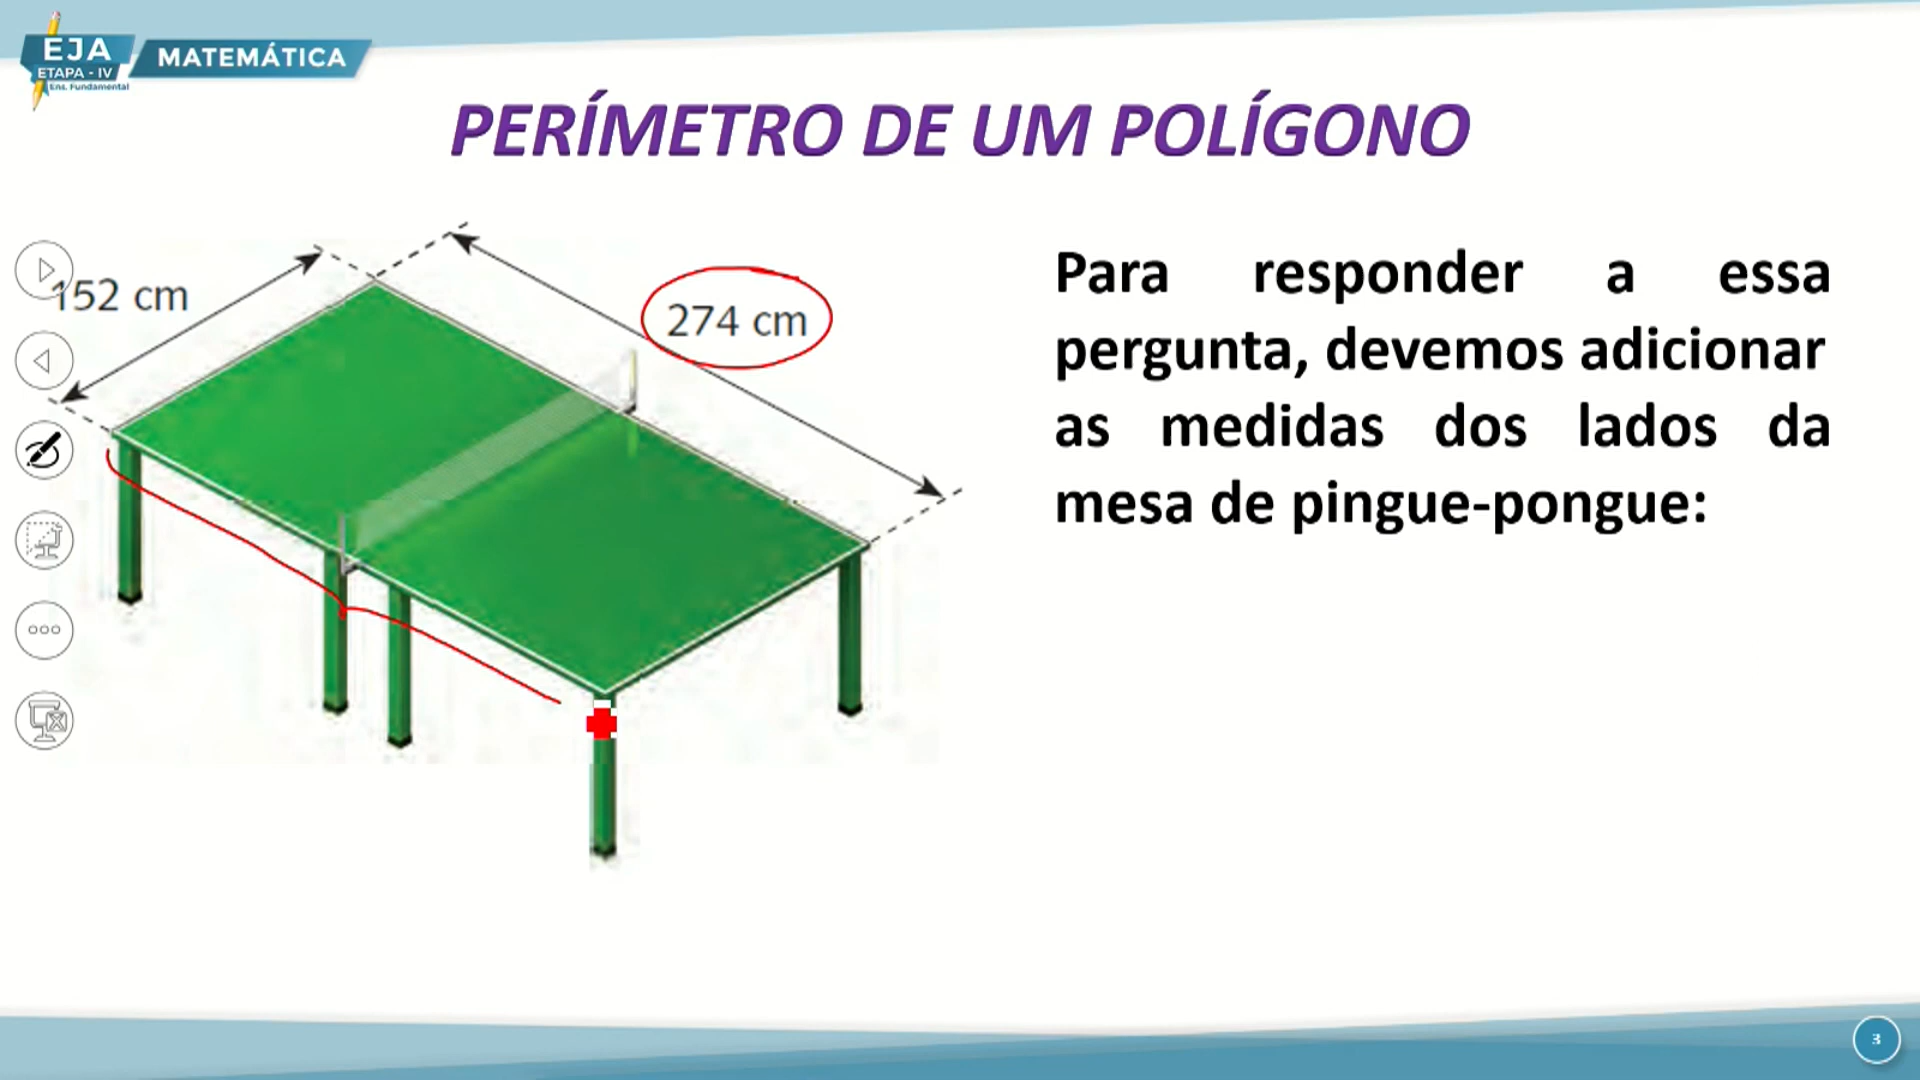 EJA
ETAPA - IV
Ens. Fundamental
MATEMÁTICA
PERÍMETRO DE UM POLÍGONO
152 cm
274 cm
Para responder a essa
pergunta, devemos adicionar
as medidas dos lados da
mesa de pingue-pongue:
3